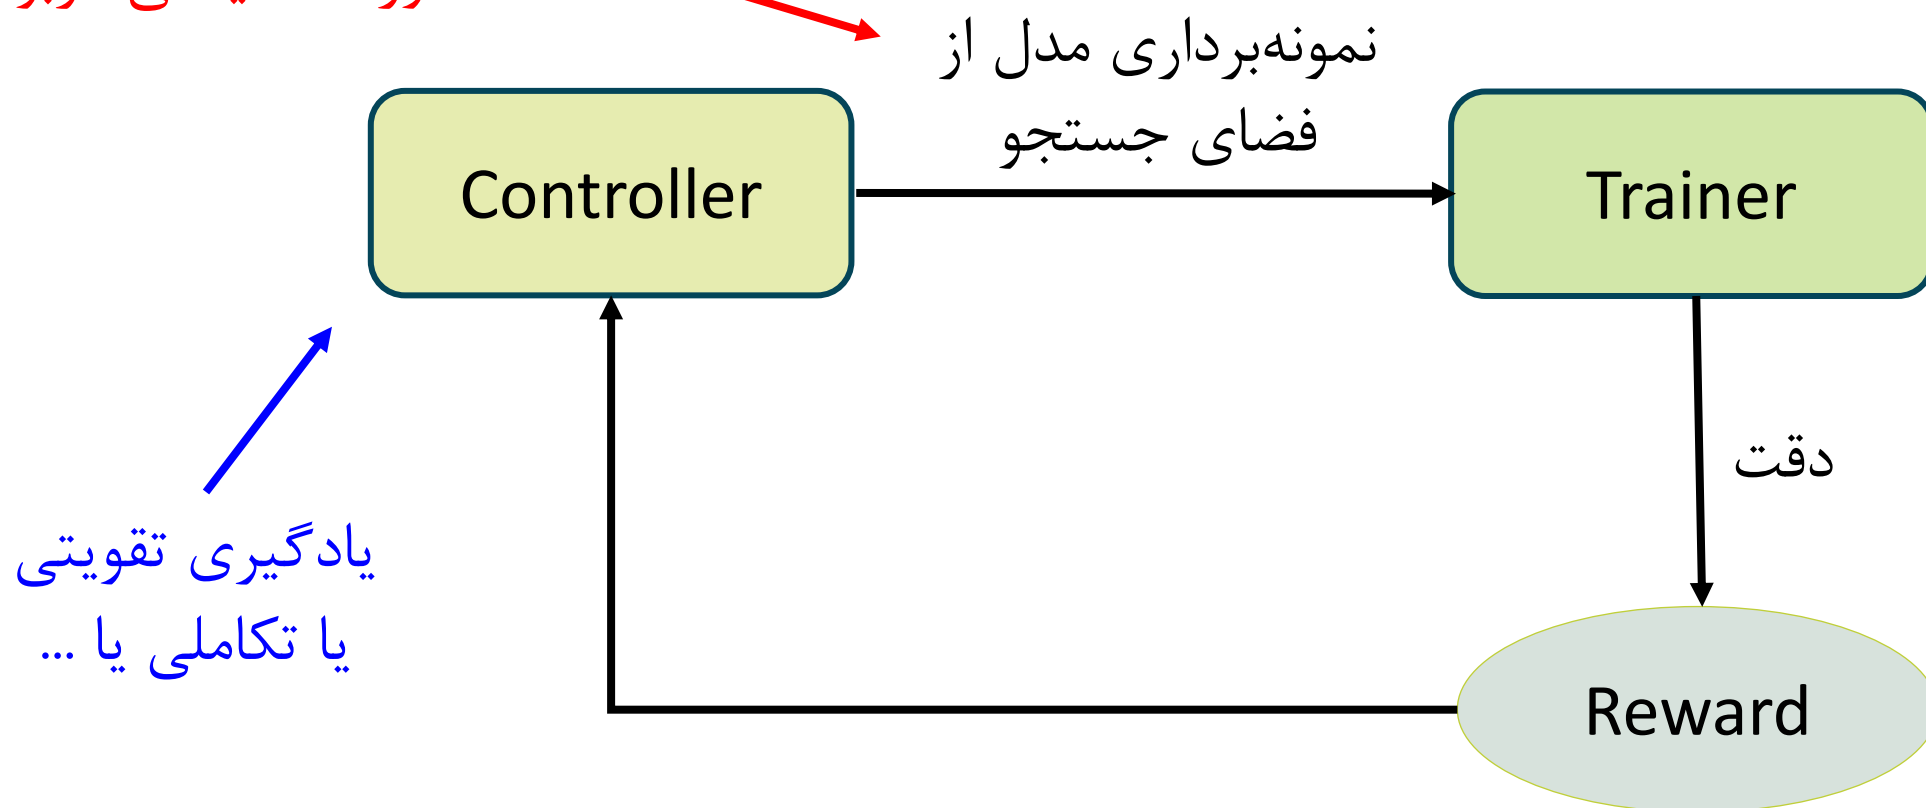 نمونه‌برداری مدل از
فضای جستجو
Controller
Trainer
دقت
یادگیری تقویتی
یا تکاملی یا ...
Reward